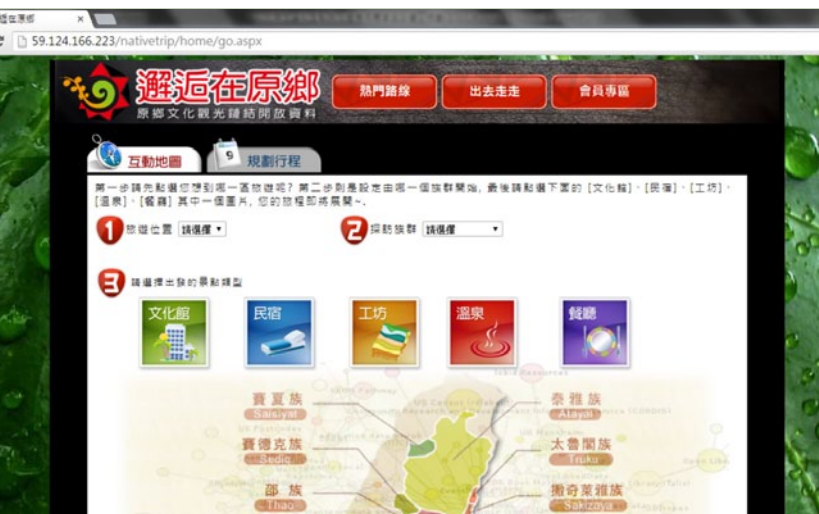 邂逅在原鄉
59.124.166.223/nativetrip/home/go.aspx
邂逅在原鄉
原鄉文化觀光鏈結開放資料
熱門路線
出去走走
會員專區
互動地圖
9
規劃行程
第一步請先點選您想到哪一區旅遊呢? 第二步則是設定由哪一個族群開始, 最後請點選下面的 [文化館]、[民宿]、[工坊]、
[溫泉]、[餐廳] 其中一個圖片, 您的旅程即將展開~.
1 旅遊位置 請選擇
2 採訪族群 請選擇
3 請選擇出發的景點類型
文化館
民宿
工坊
溫泉
餐廳
賽夏族
Saisiyat
泰雅族
Atayal
賽德克族
Sediq
太魯閣族
Truku
邵族
Thao
撒奇萊雅族
Sakizaya